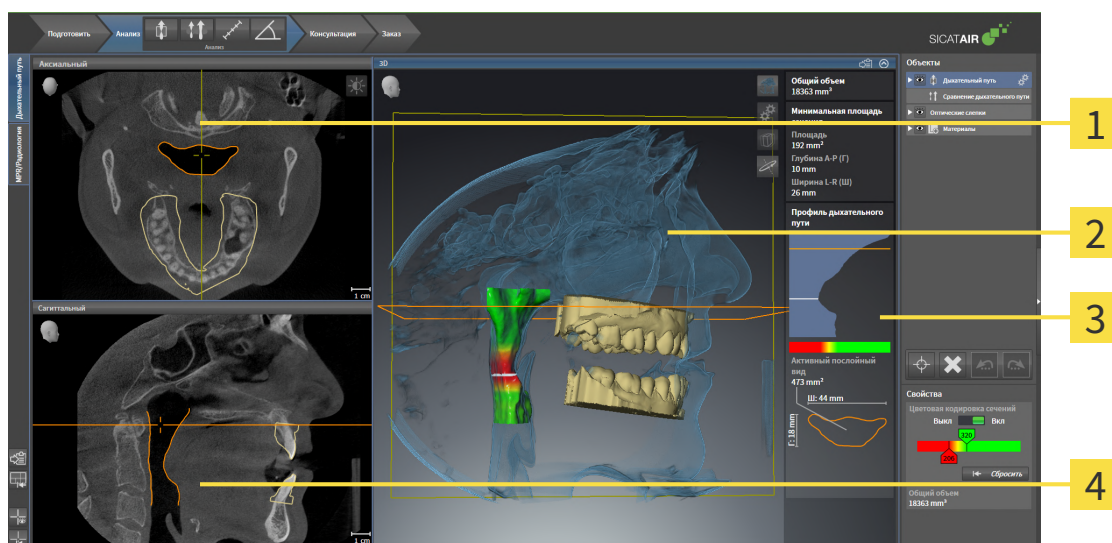 Подготовить
Анализ
Анализ
Консультация
Заказ
SICATAIR
Дыхательный путь
MPR/Радиология
Аксиальный
1 cm
Сагиттальный
1 cm
3D
Общий объем
18363 mm³
Минимальная площадь
сечения
Площадь
192 mm²
Глубина A-P (Г)
10 mm
Ширина L-R (Ш)
26 mm
Профиль дыхательного
пути
Активный послойный
вид
473 mm²
Ш: 44 mm
Г: 18 mm
Объекты
Дыхательный путь
Сравнение дыхательного пути
Оптические слепки
Материалы
Свойства
Цветовая кодировка сечений
Выкл
Вкл
320
200
Сбросить
Общий объем
18363 mm³
1
2
3
4